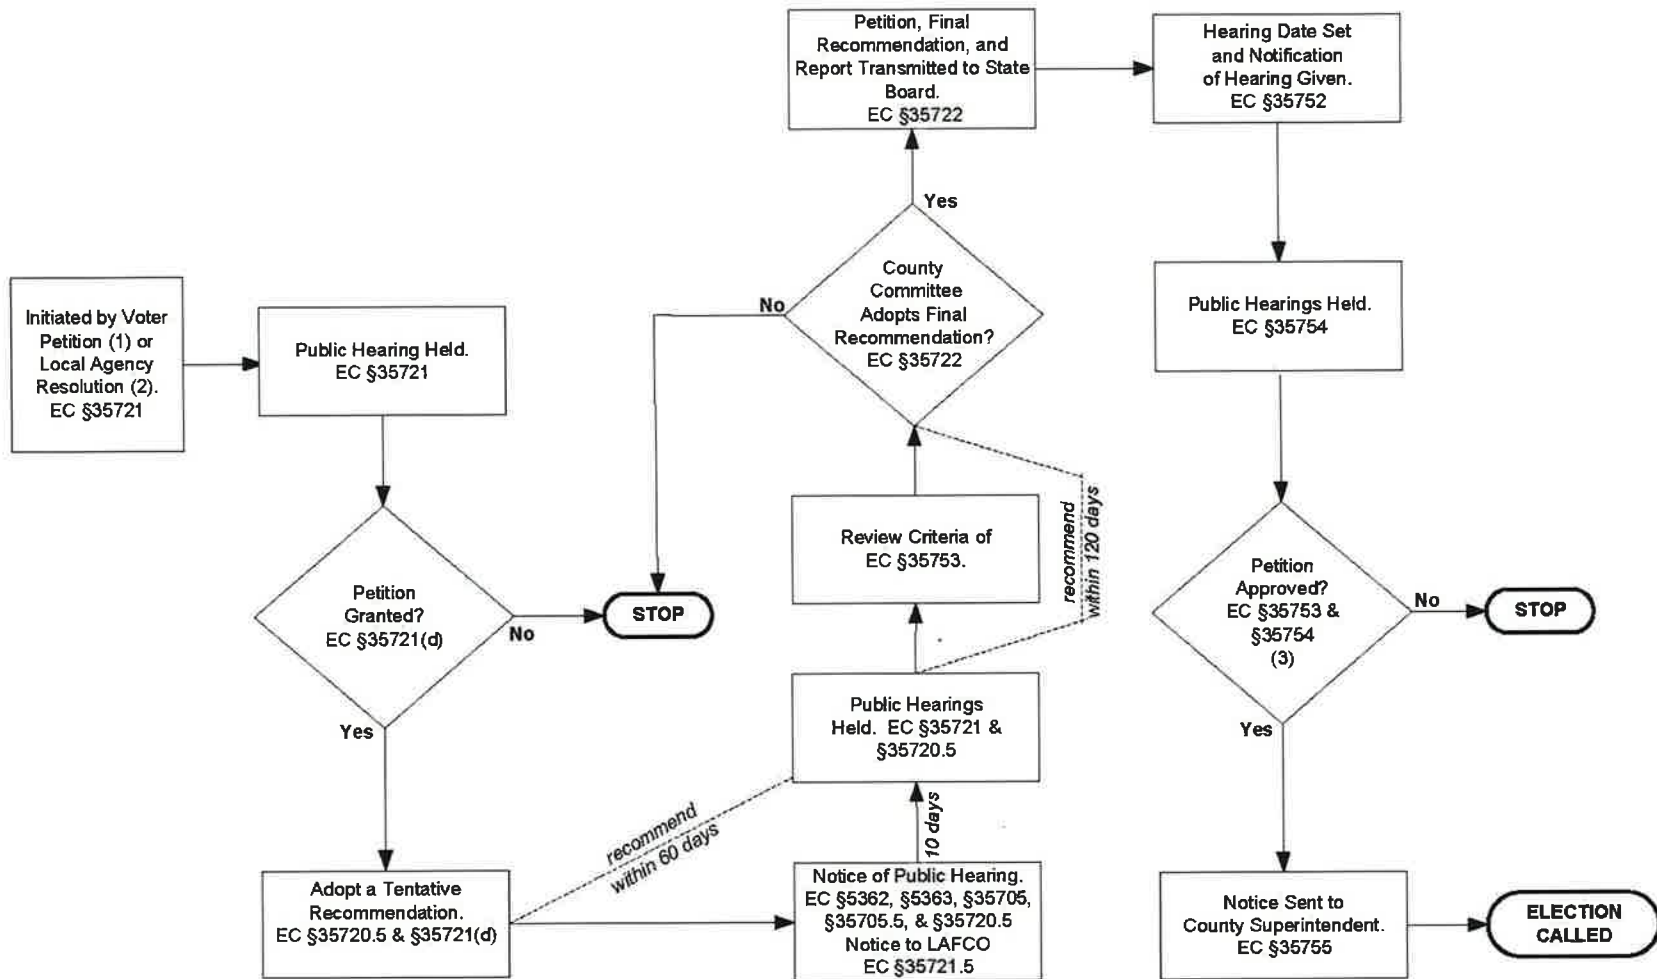 Initiated by Voter
Petition (1) or
Local Agency
Resolution (2).
EC §35721
Public Hearing Held.
EC §35721
Petition
Granted?
EC §35721(d)
No
STOP
Yes
Adopt a Tentative
Recommendation.
EC §35720.5 & §35721(d)
recommend
within 60 days
Notice of Public Hearing.
EC §5362, §5363, §35705,
§35705.5, & §35720.5
Notice to LAFCO
EC §35721.5
10 days
Public Hearings
Held. EC §35721 &
§35720.5
Review Criteria of
EC §35753.
recommend
within 120 days
County
Committee
Adopts Final
Recommendation?
EC §35722
No
Yes
Petition, Final
Recommendation, and
Report Transmitted to State
Board.
EC §35722
Hearing Date Set
and Notification
of Hearing Given.
EC §35752
Public Hearings Held.
EC §35754
Petition
Approved?
EC §35753 &
§35754
(3)
No
STOP
Yes
Notice Sent to
County Superintendent.
EC §35755
ELECTION
CALLED